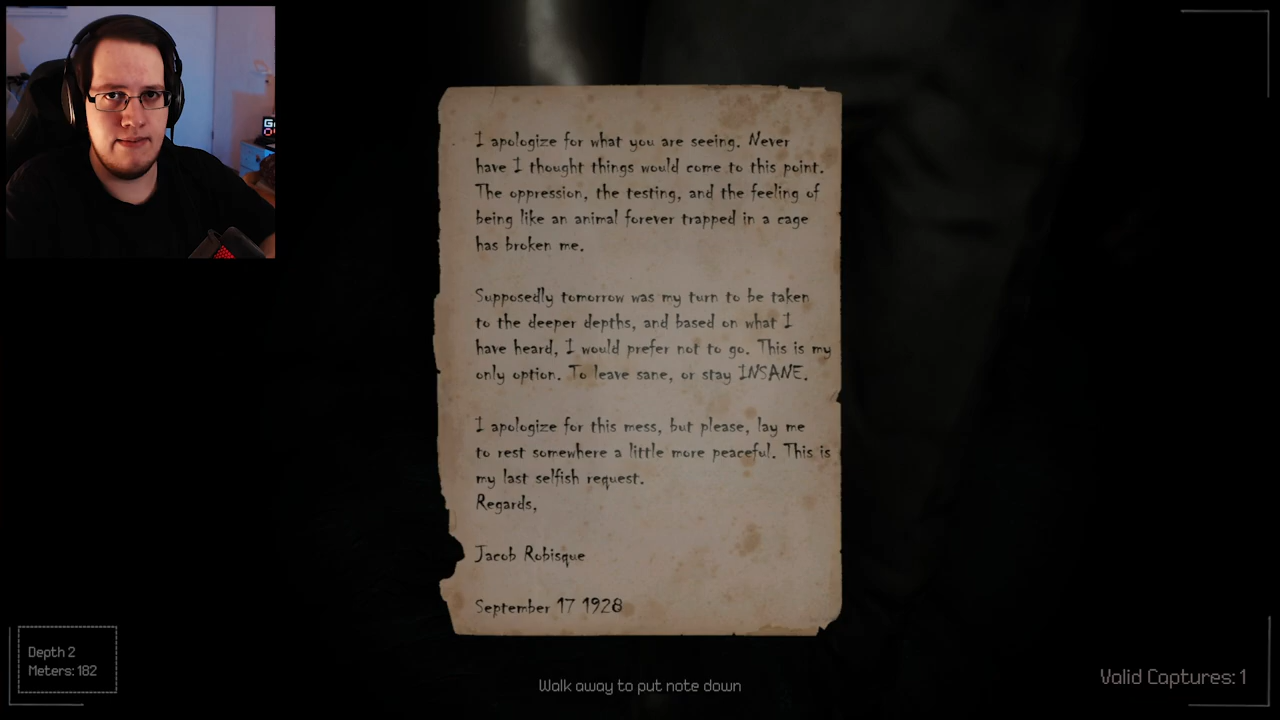 I apologize for what you are seeing. Never
have I thought things would come to this point.
The oppression, the testing, and the feeling of
being like an animal forever trapped in a cage
has broken me.
Supposedly tomorrow was my turn to be taken
to the deeper depths, and based on what I
have heard, I would prefer not to go. This is my
only option. To leave sane, or stay INSANE.
I apologize for this mess, but please, lay me
to rest somewhere a little more peaceful. This is
my last selfish request.
Regards,
Jacob Robisque
September 17 1928
Depth 2
Meters: 182
Walk away to put note down
Valid Captures: 1